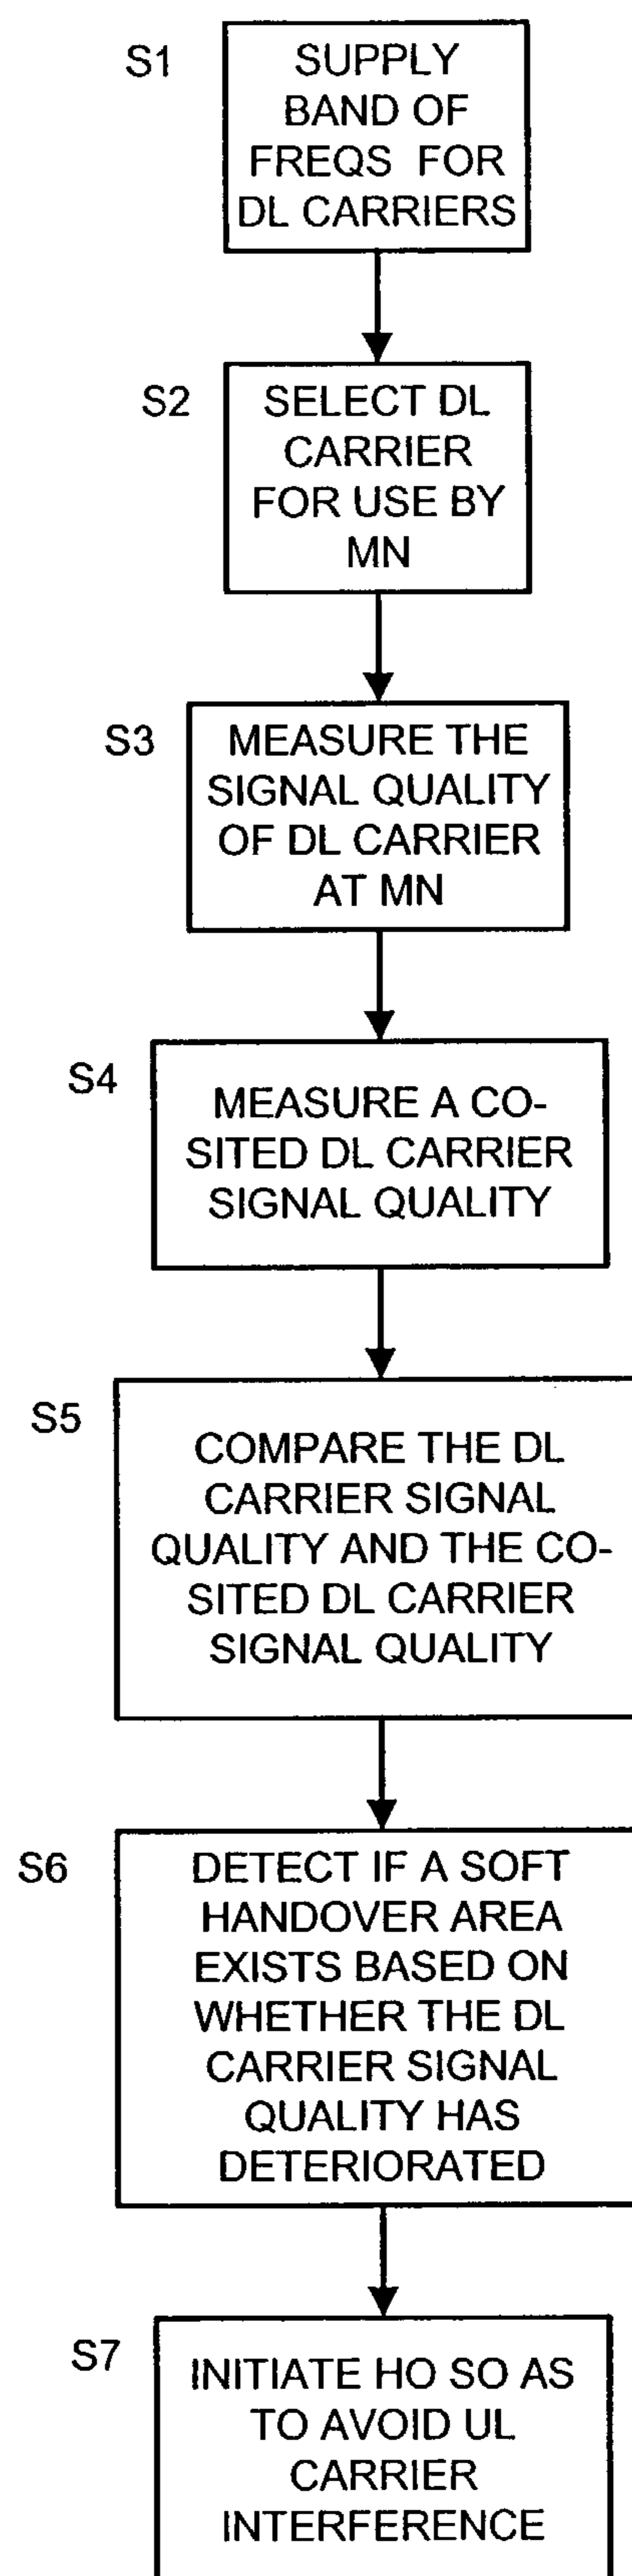 S1
SUPPLY
BAND OF
FREQS FOR
DL CARRIERS
S2
SELECT DL
CARRIER
FOR USE BY
MN
S3
MEASURE THE
SIGNAL QUALITY
OF DL CARRIER
AT MN
S4
MEASURE A CO-
SITED DL CARRIER
SIGNAL QUALITY
S5
COMPARE THE DL
CARRIER SIGNAL
QUALITY AND THE CO-
SITED DL CARRIER
SIGNAL QUALITY
S6
DETECT IF A SOFT
HANDOVER AREA
EXISTS BASED ON
WHETHER THE DL
CARRIER SIGNAL
QUALITY HAS
DETERIORATED
S7
INITIATE HO SO AS
TO AVOID UL
CARRIER
INTERFERENCE